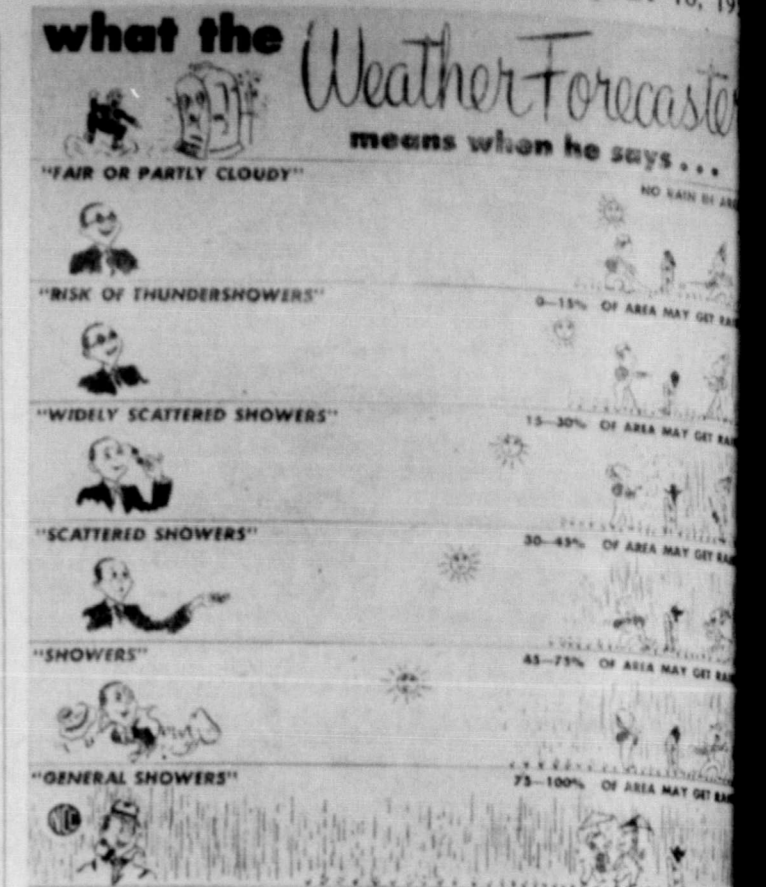 what the Weather Forecaste
means when he says...
"FAIR OR PARTLY CLOUDY"
NO RAIN IN
"RISK OF THUNDERSHOWERS"
0—15% OF AREA MAY GET
"WIDELY SCATTERED SHOWERS"
15—30% OF AREA MAY GET
"SCATTERED SHOWERS"
30—45% OF AREA MAY GET
"SHOWERS"
45—75% OF AREA MAY GET
"GENERAL SHOWERS"
75—100% OF AREA MAY GET